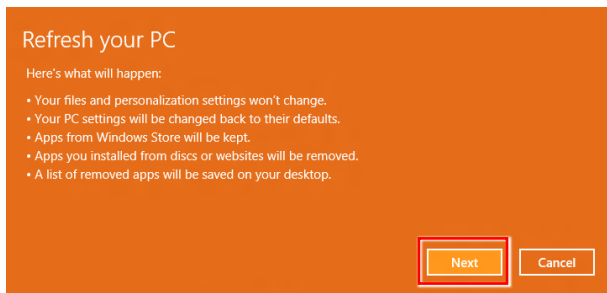 Refresh your PC
Here's what will happen:
• Your files and personalization settings won't change.
• Your PC settings will be changed back to their defaults.
• Apps from Windows Store will be kept.
• Apps you installed from discs or websites will be removed.
• A list of removed apps will be saved on your desktop.
Next Cancel